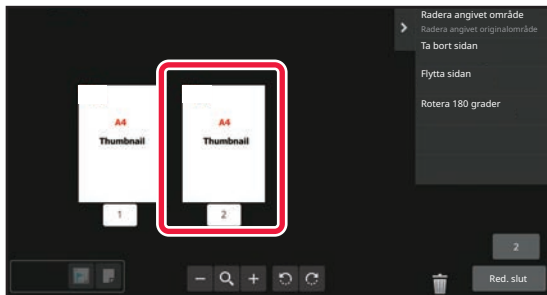 Radera angivet område
Radera angivet originalområde
Ta bort sidan
Flytta sidan
Rotera 180 grader
A4
Thumbnail
1
A4
Thumbnail
2
2
Red. slut